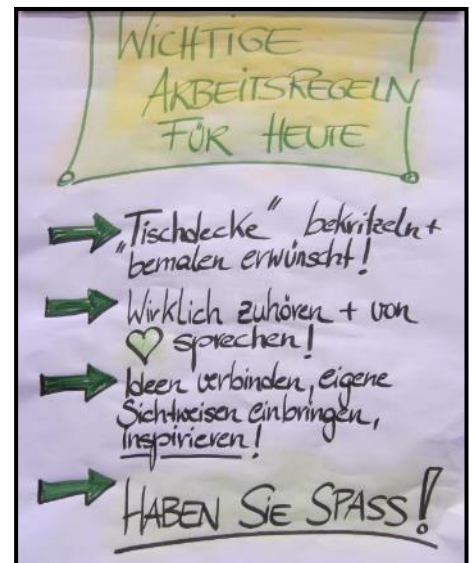 WICHTIGE
ARBEITSREGELN
FÜR HEUTE
„Tischdecke" bekritzeln +
bemalen erwünscht!
Wirklich zuhören + von
♡ sprechen!
Ideen verbinden, eigene
Sichtweisen einbringen,
inspirieren!
HABEN SIE SPASS!